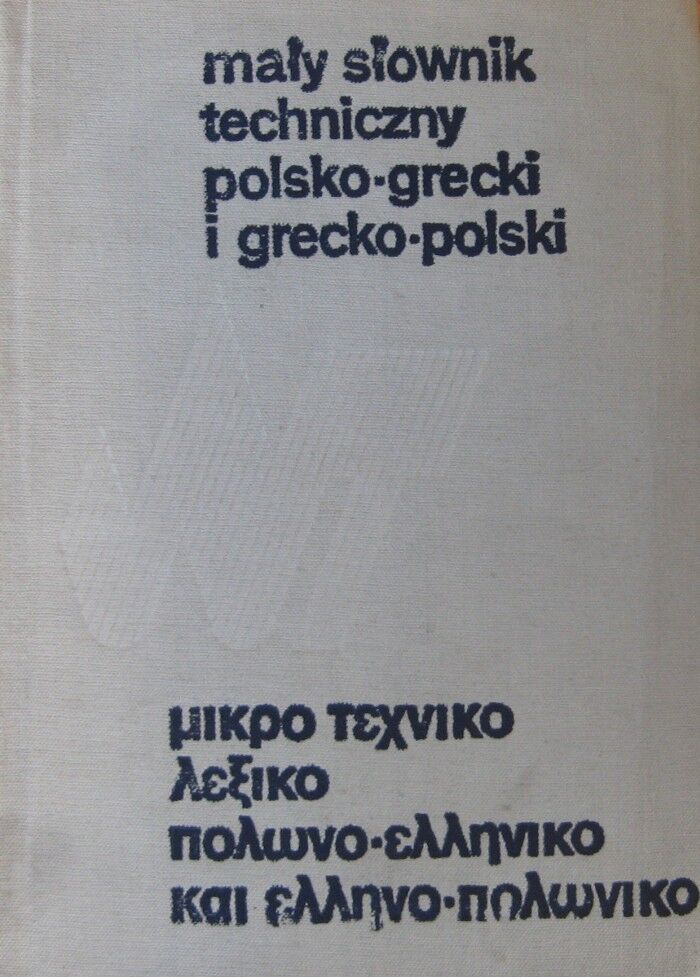 mały słownik
techniczny
polsko-grecki
i grecko-polski
μικρο τεχνικο
λεξικο
πολωνο-ελληνικο
και ελληνο-πολωνικο